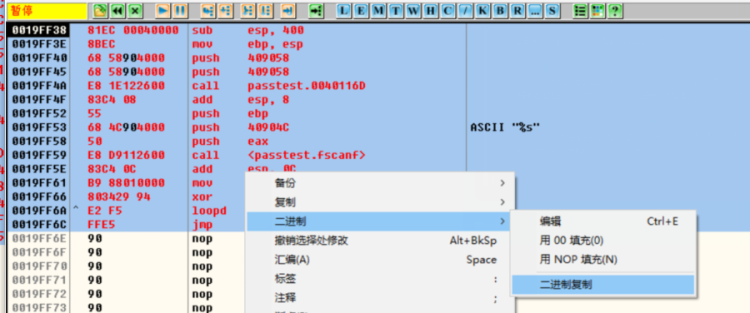 暂停 L E M T W H C / K B R ... S ?
0019FF38 81EC 00040000 sub esp, 400
0019FF3E 8BEC mov ebp, esp
0019FF40 68 58904000 push 409058
0019FF45 68 58904000 push 409058
0019FF4A E8 1E122600 call passtest.0040116D
0019FF4F 83C4 08 add esp, 8
0019FF52 55 push ebp
0019FF53 68 4C904000 push 40904C ASCII "%s"
0019FF58 50 push eax
0019FF59 E8 D9112600 call <passtest.fscanf>
0019FF5E 83C4 0C add esp, 0C
0019FF61 B9 88010000 mov
0019FF66 803429 94 xor
0019FF6A ^ E2 F5 loopd
0019FF6C FFE5 jmp
0019FF6E 90 nop
0019FF6F 90 nop
0019FF70 90 nop
0019FF71 90 nop
0019FF72 90 nop
0019FF73 90 nop
备份 >
复制 >
二进制 >
撤销选择处修改 Alt+BkSp
汇编(A) Space
标签 :
注释 ;
编辑 Ctrl+E
用 00 填充(0)
用 NOP 填充(N)
二进制复制